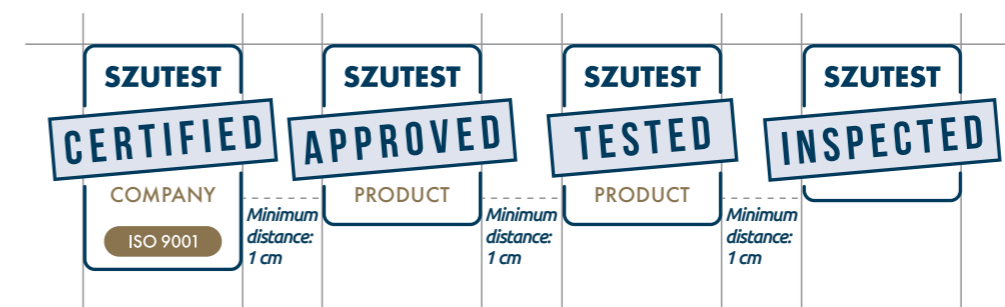 SZUTEST
CERTIFIED
COMPANY
ISO 9001
Minimum
distance:
1 cm
SZUTEST
APPROVED
PRODUCT
Minimum
distance:
1 cm
SZUTEST
TESTED
PRODUCT
Minimum
distance:
1 cm
SZUTEST
INSPECTED